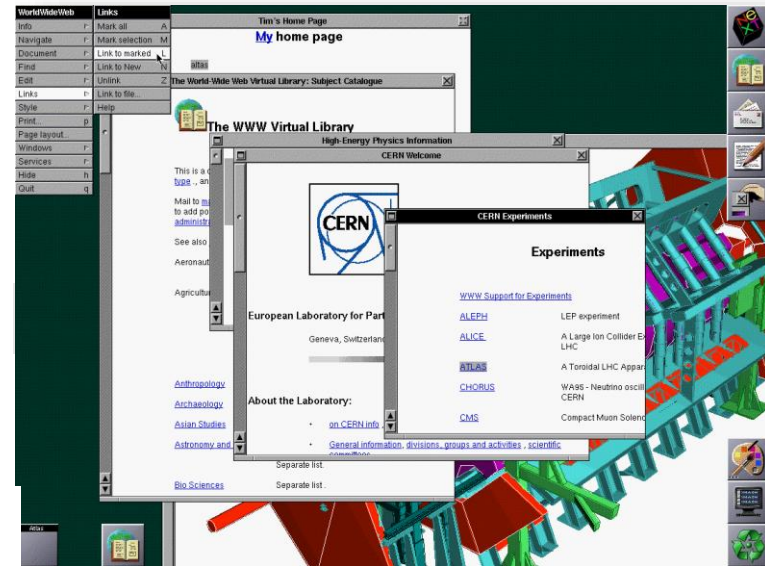 WorldWideWeb
Info
Navigate
Document
Find
Edit
Links
Style
Print... p
Page layout...
Windows
Services
Hide h
Quit q
Links
Mark all A
Mark selection M
Link to marked L
Link to New N
Unlink Z
Link to file...
Help
Tim's Home Page
My home page
atlas
The World-Wide Web Virtual Library: Subject Catalogue
The WWW Virtual Library
This is a
type ., an
Mail to
to add po
administr
See also
Aeronaut
Agricultu
Anthropology
Archaeology
Asian Studies
Astronomy and
Separate list.
Bio Sciences Separate list .
High-Energy Physics Information
CERN Welcome
CERN
European Laboratory for Part
Geneva, Switzerland
About the Laboratory:
· on CERN info
· General information, divisions, groups and activities , scientific
CERN Experiments
Experiments
WWW Support for Experiments
ALEPH LEP experiment
ALICE A Large Ion Collider Ex
LHC
ATLAS A Toroidal LHC Appar
CHORUS WA95 - Neutrino oscill
CERN
CMS Compact Muon Soleno
Atlas